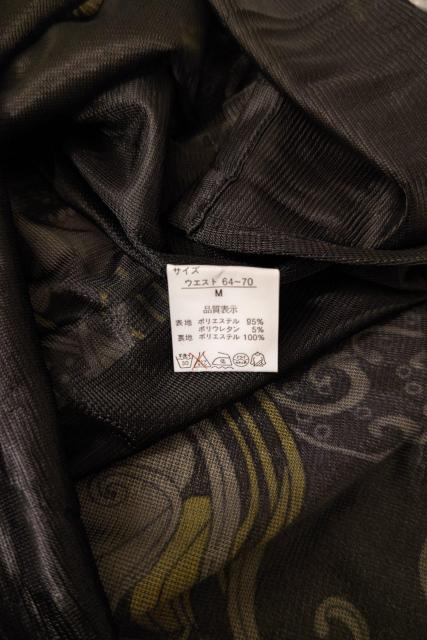 サイズ
ウエスト 64~70
M
品質表示
表地 ポリエステル 95%
ポリウレタン 5%
裏地 ポリエステル 100%